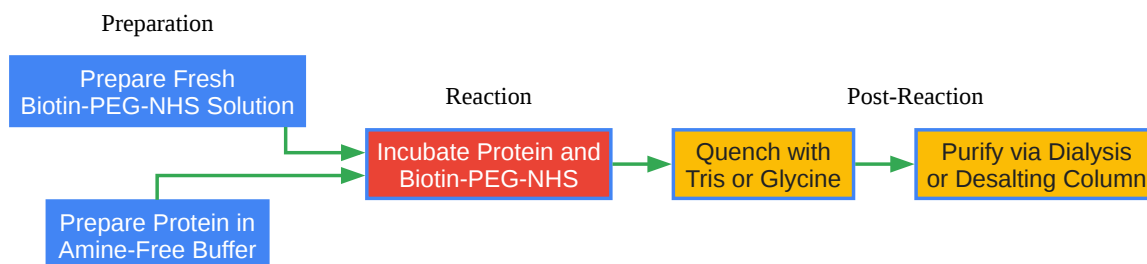 Preparation
Prepare Fresh
Biotin-PEG-NHS Solution
Prepare Protein in
Amine-Free Buffer
Reaction
Incubate Protein and
Biotin-PEG-NHS
Post-Reaction
Quench with
Tris or Glycine
Purify via Dialysis
or Desalting Column